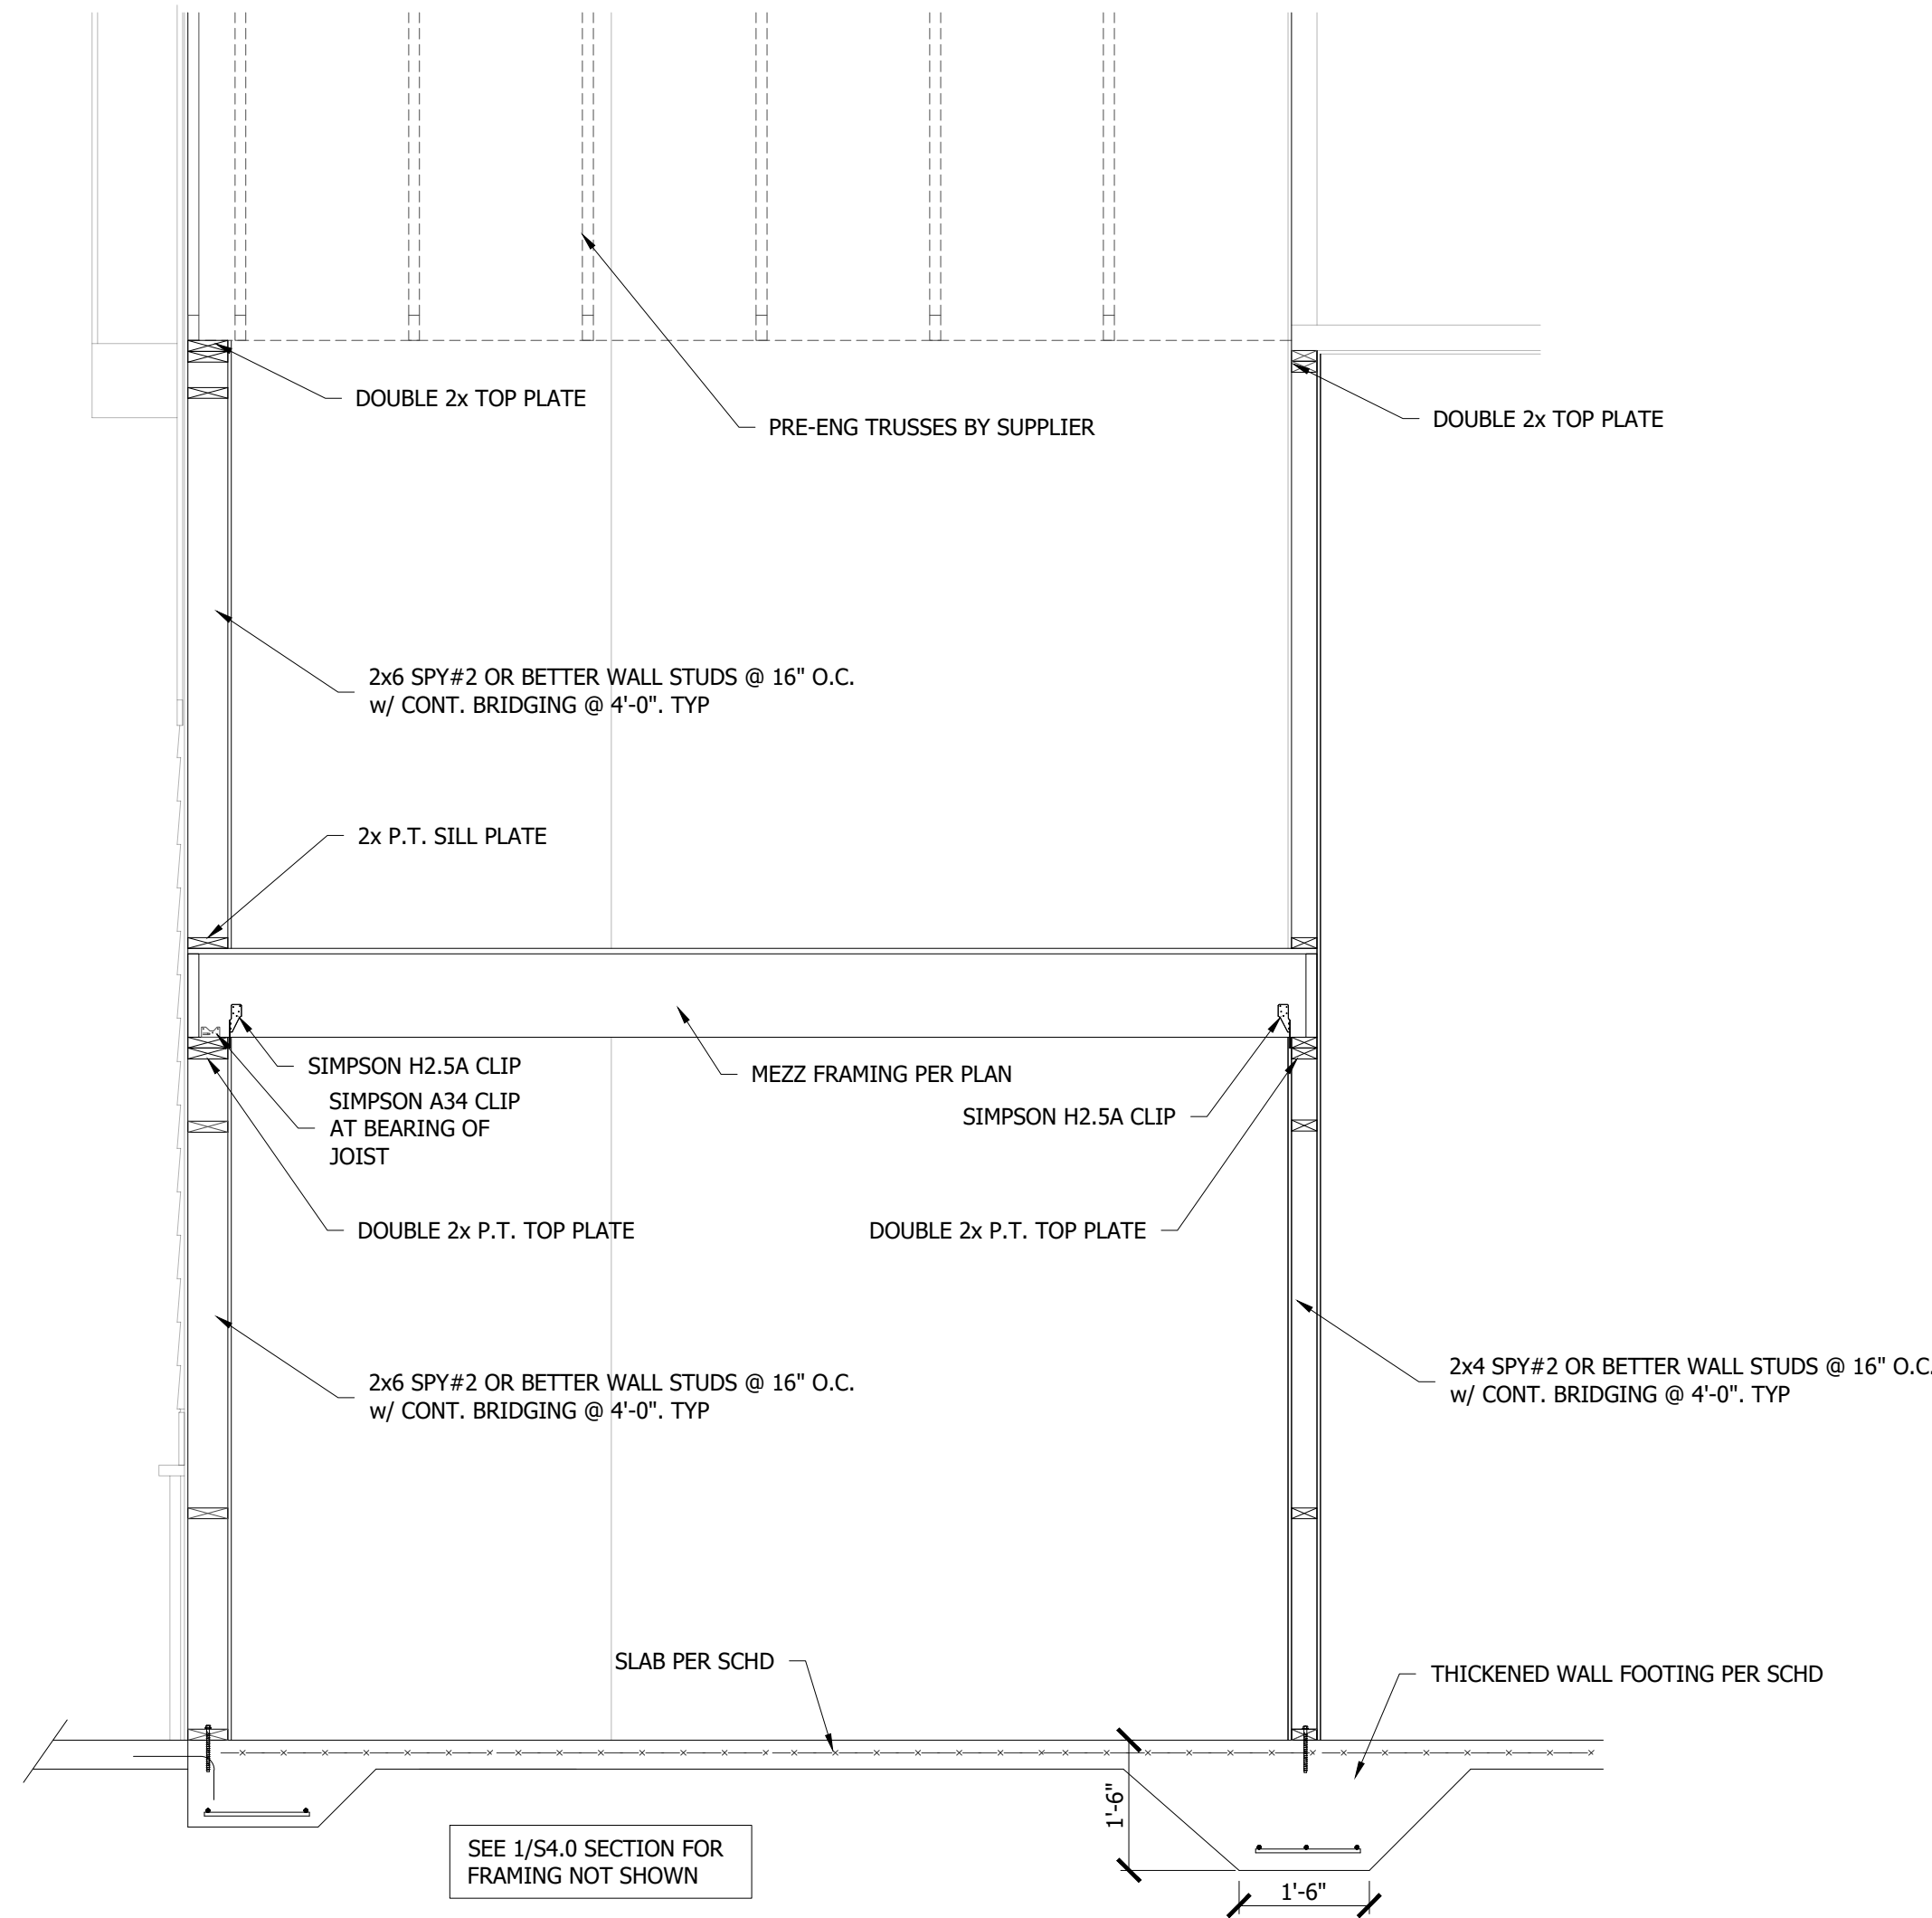 DOUBLE 2x TOP PLATE
PRE-ENG TRUSSES BY SUPPLIER
DOUBLE 2x TOP PLATE
2x6 SPY#2 OR BETTER WALL STUDS @ 16" O.C.
w/ CONT. BRIDGING @ 4'-0". TYP
2x P.T. SILL PLATE
SIMPSON H2.5A CLIP
MEZZ FRAMING PER PLAN
SIMPSON A34 CLIP
AT BEARING OF
JOIST
SIMPSON H2.5A CLIP
DOUBLE 2x P.T. TOP PLATE
DOUBLE 2x P.T. TOP PLATE
2x6 SPY#2 OR BETTER WALL STUDS @ 16" O.C.
w/ CONT. BRIDGING @ 4'-0". TYP
2x4 SPY#2 OR BETTER WALL STUDS @ 16" O.C.
w/ CONT. BRIDGING @ 4'-0". TYP
SLAB PER SCHD
THICKENED WALL FOOTING PER SCHD
1'-6"
SEE 1/S4.0 SECTION FOR
FRAMING NOT SHOWN
1'-6"